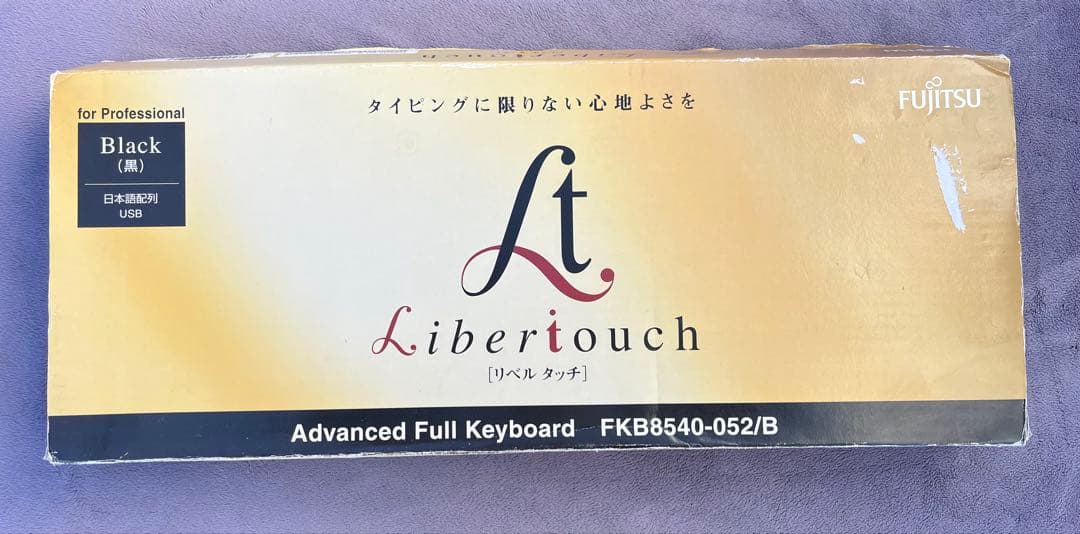 for Professional
Black
(黒)
日本語配列
USB
タイピングに限りない心地よさを
FUJITSU
Lt
Libertouch
[リベルタッチ]
Advanced Full Keyboard FKB8540-052/B